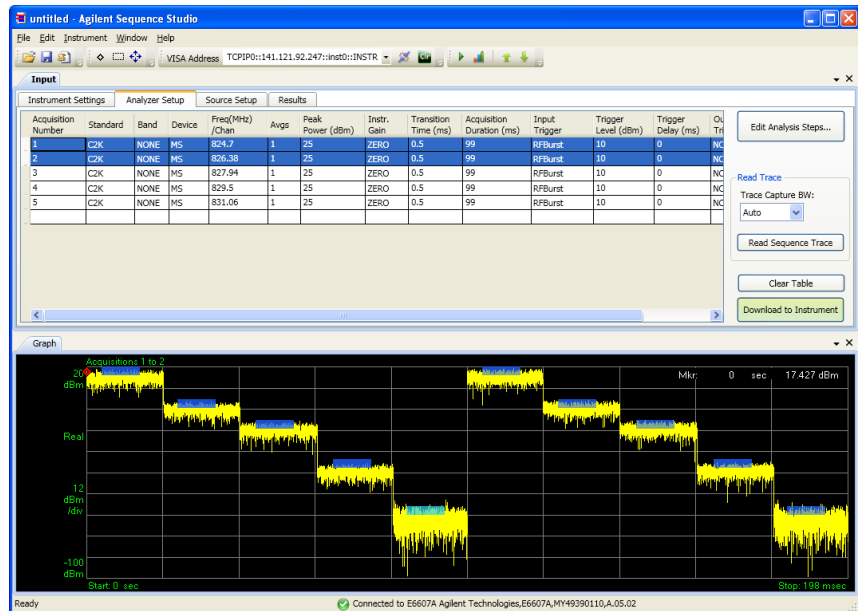 untitled - Agilent Sequence Studio
File Edit Instrument Window Help
VISA Address TCPIP0::141.121.92.247::inst0::INSTR Clr
Input
Instrument Settings Analyzer Setup Source Setup Results
Acquisition Number Standard Band Device Freq(MHz) /Chan Avgs Peak Power (dBm) Instr. Gain Transition Time (ms) Acquisition Duration (ms) Input Trigger Trigger Level (dBm) Trigger Delay (ms)
1 C2K NONE MS 824.7 1 25 ZERO 0.5 99 RFBurst 10 0
2 C2K NONE MS 826.38 1 25 ZERO 0.5 99 RFBurst 10 0
3 C2K NONE MS 827.94 1 25 ZERO 0.5 99 RFBurst 10 0
4 C2K NONE MS 829.5 1 25 ZERO 0.5 99 RFBurst 10 0
5 C2K NONE MS 831.06 1 25 ZERO 0.5 99 RFBurst 10 0
Edit Analysis Steps...
Read Trace
Trace Capture BW:
Auto
Read Sequence Trace
Clear Table
Download to Instrument
Graph
Acquisitions 1 to 2
20
dBm
Mkr: 0 sec 17.427 dBm
Real
12
dBm
/div
-100
dBm
Start: 0 sec Stop: 198 msec
Ready Connected to E6607A Agilent Technologies,E6607A,MY49390110,A.05.02